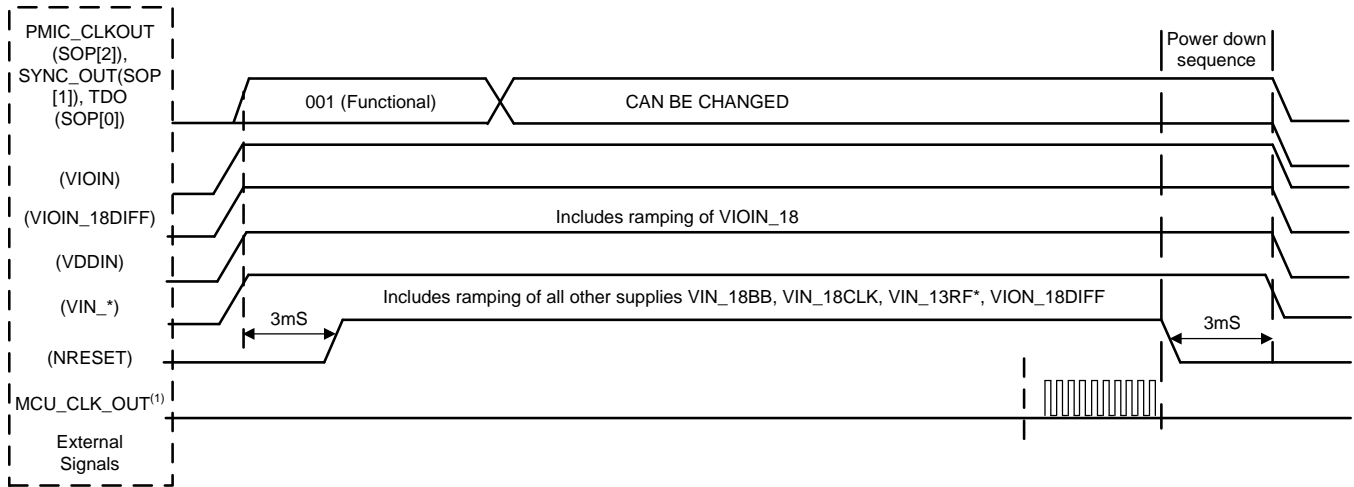 PMIC_CLKOUT
(SOP[2]),
SYNC_OUT(SOP
[1]), TDO
(SOP[0])
001 (Functional)
CAN BE CHANGED
Power down
sequence
(VIOIN)
(VIOIN_18DIFF)
Includes ramping of VIOIN_18
(VDDIN)
(VIN_*)
Includes ramping of all other supplies VIN_18BB, VIN_18CLK, VIN_13RF*, VION_18DIFF
3mS
3mS
(NRESET)
MCU_CLK_OUT(1)
External
Signals